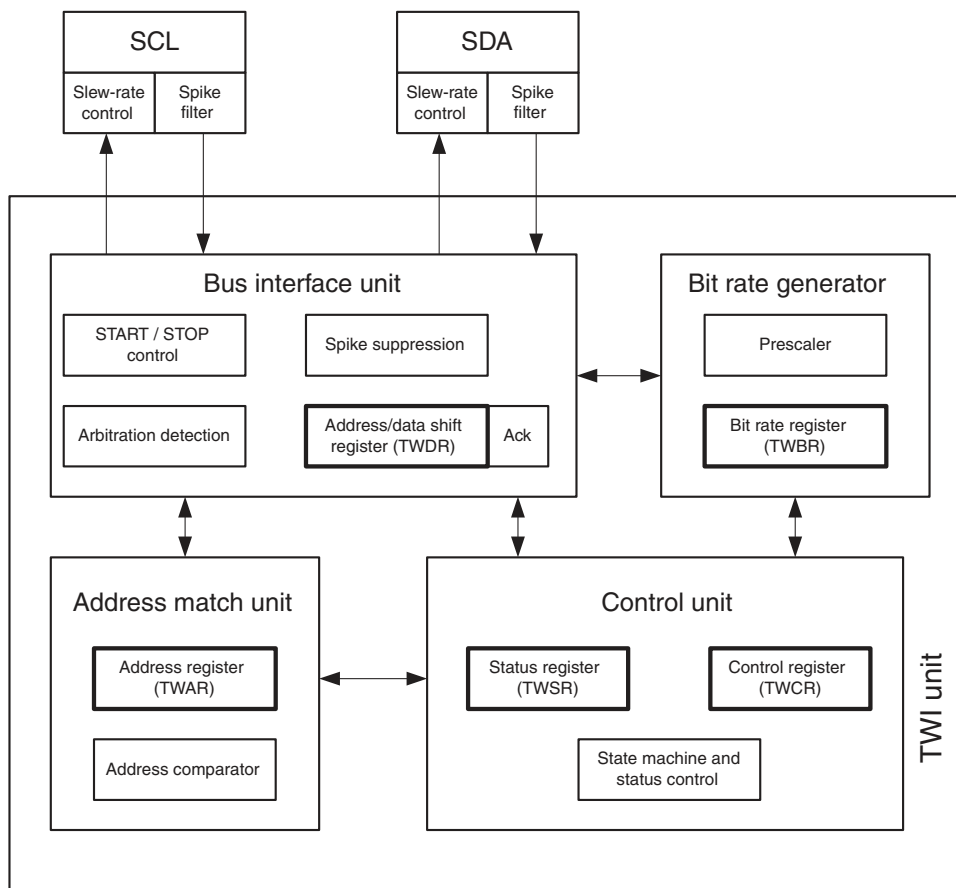 SCL
SDA
Slew-rate
control
Spike
filter
Slew-rate
control
Spike
filter
Bus interface unit
START / STOP
control
Spike suppression
Arbitration detection
Address/data shift
register (TWDR)
Ack
Bit rate generator
Prescaler
Bit rate register
(TWBR)
Address match unit
Address register
(TWAR)
Address comparator
Control unit
Status register
(TWSR)
Control register
(TWCR)
State machine and
status control
TWI unit